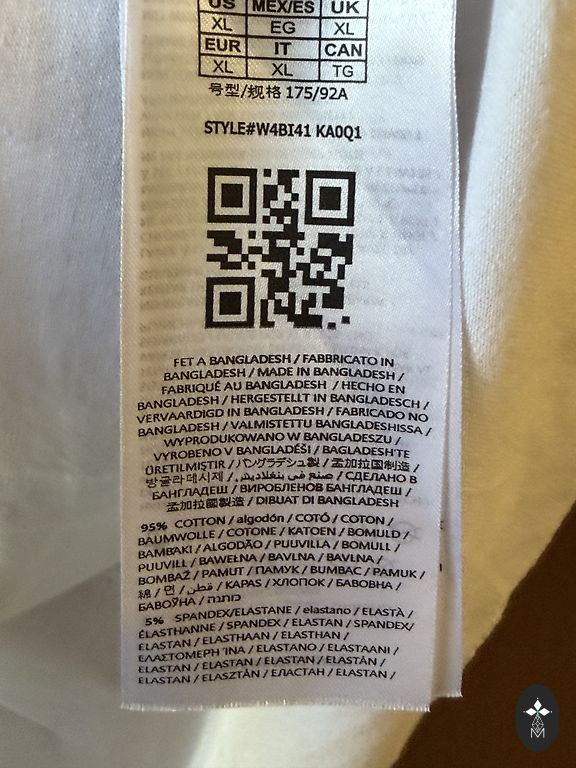 US MEX/ES UK
XL EG XL
EUR IT CAN
XL XL TG
号型/规格 175/92A
STYLE#W4BI41 KA0Q1
FET A BANGLADESH / FABBRICATO IN
BANGLADESH / MADE IN BANGLADESH /
FABRIQUÉ AU BANGLADESH / HECHO EN
BANGLADESH / HERGESTELLT IN BANGLADESCH /
VERVAARDIGD IN BANGLADESH / FABRICADO NO
BANGLADESH / VALMISTETTU BANGLADESHISSA /
WYPRODUKOWANO W BANGLADESZU /
VYROBENO V BANGLADÉŠI / BAGLADESH'TE
ÜRETILMIŞTIR / バングラデシュ製 / 孟加拉国制造 /
방글라데시제 / صنع في بنغلاديش / СДЕЛАНО В
БАНГЛАДЕШ / ВИРОБЛЕНОВ БАНГЛАДЕШ /
孟加拉國製造 / DIBUAT DI BANGLADESH
95% COTTON / algodón / COTÓ / COTON /
BAUMWOLLE / COTONE / KATOEN / BOMULD /
BAMBAKI / ALGODÃO / PUUVILLA / BOMULL /
PUUVILL / BAWEŁNA / BAVLNA / BAVLNA /
BOMBAŽ / PAMUT / ПАМУК / BUMBAC / PAMUK /
綿 / 면 / قطن / KAPAS / ХЛОПОК / БАВОВНА /
БАВОЎНА / כותנה
5% SPANDEX/ELASTANE / elastano / ELASTÀ /
ÉLASTHANNE / SPANDEX / ELASTAN / SPANDEX/
ELASTAN / ELASTHAAN / ELASTHAN /
ΕΛΑΣΤΟΜΕΡΗ ΊΝΑ / ELASTANO / ELASTAANI /
ELASTAN / ELASTAN / ELASTAN / ELASTÁN /
ELASTAN / ELASZTÁN / ЕЛАСТАН / ELASTAN /
M